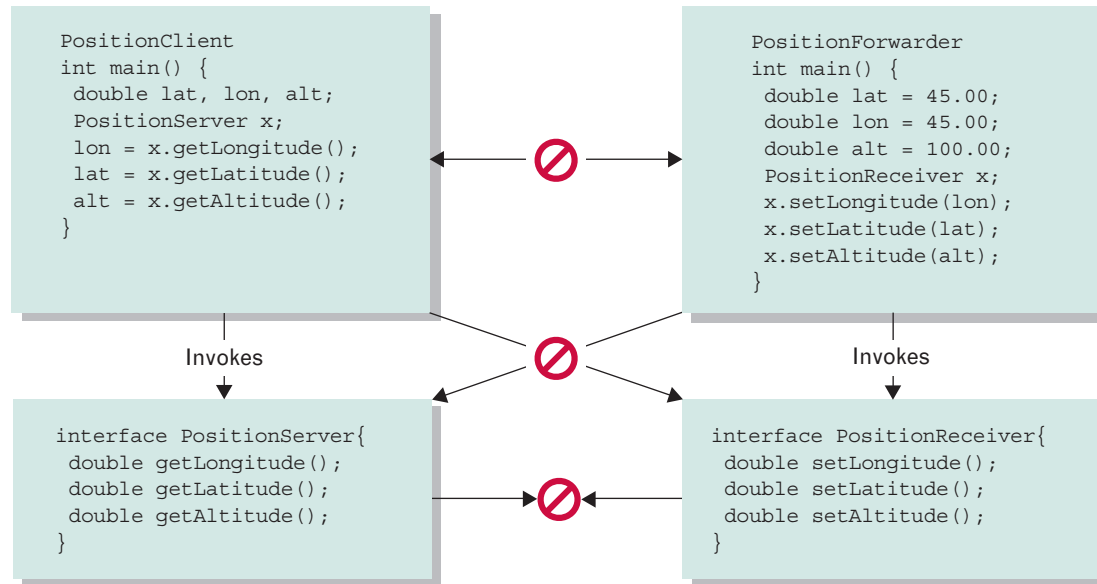 PositionClient
int main() {
double lat, lon, alt;
PositionServer x;
lon = x.getLongitude();
lat = x.getLatitude();
alt = x.getAltitude();
}
PositionForwarder
int main() {
double lat = 45.00;
double lon = 45.00;
double alt = 100.00;
PositionReceiver x;
x.setLongitude(lon);
x.setLatitude(lat);
x.setAltitude(alt);
}
Invokes
Invokes
interface PositionServer{
double getLongitude();
double getLatitude();
double getAltitude();
}
interface PositionReceiver{
double setLongitude();
double setLatitude();
double setAltitude();
}